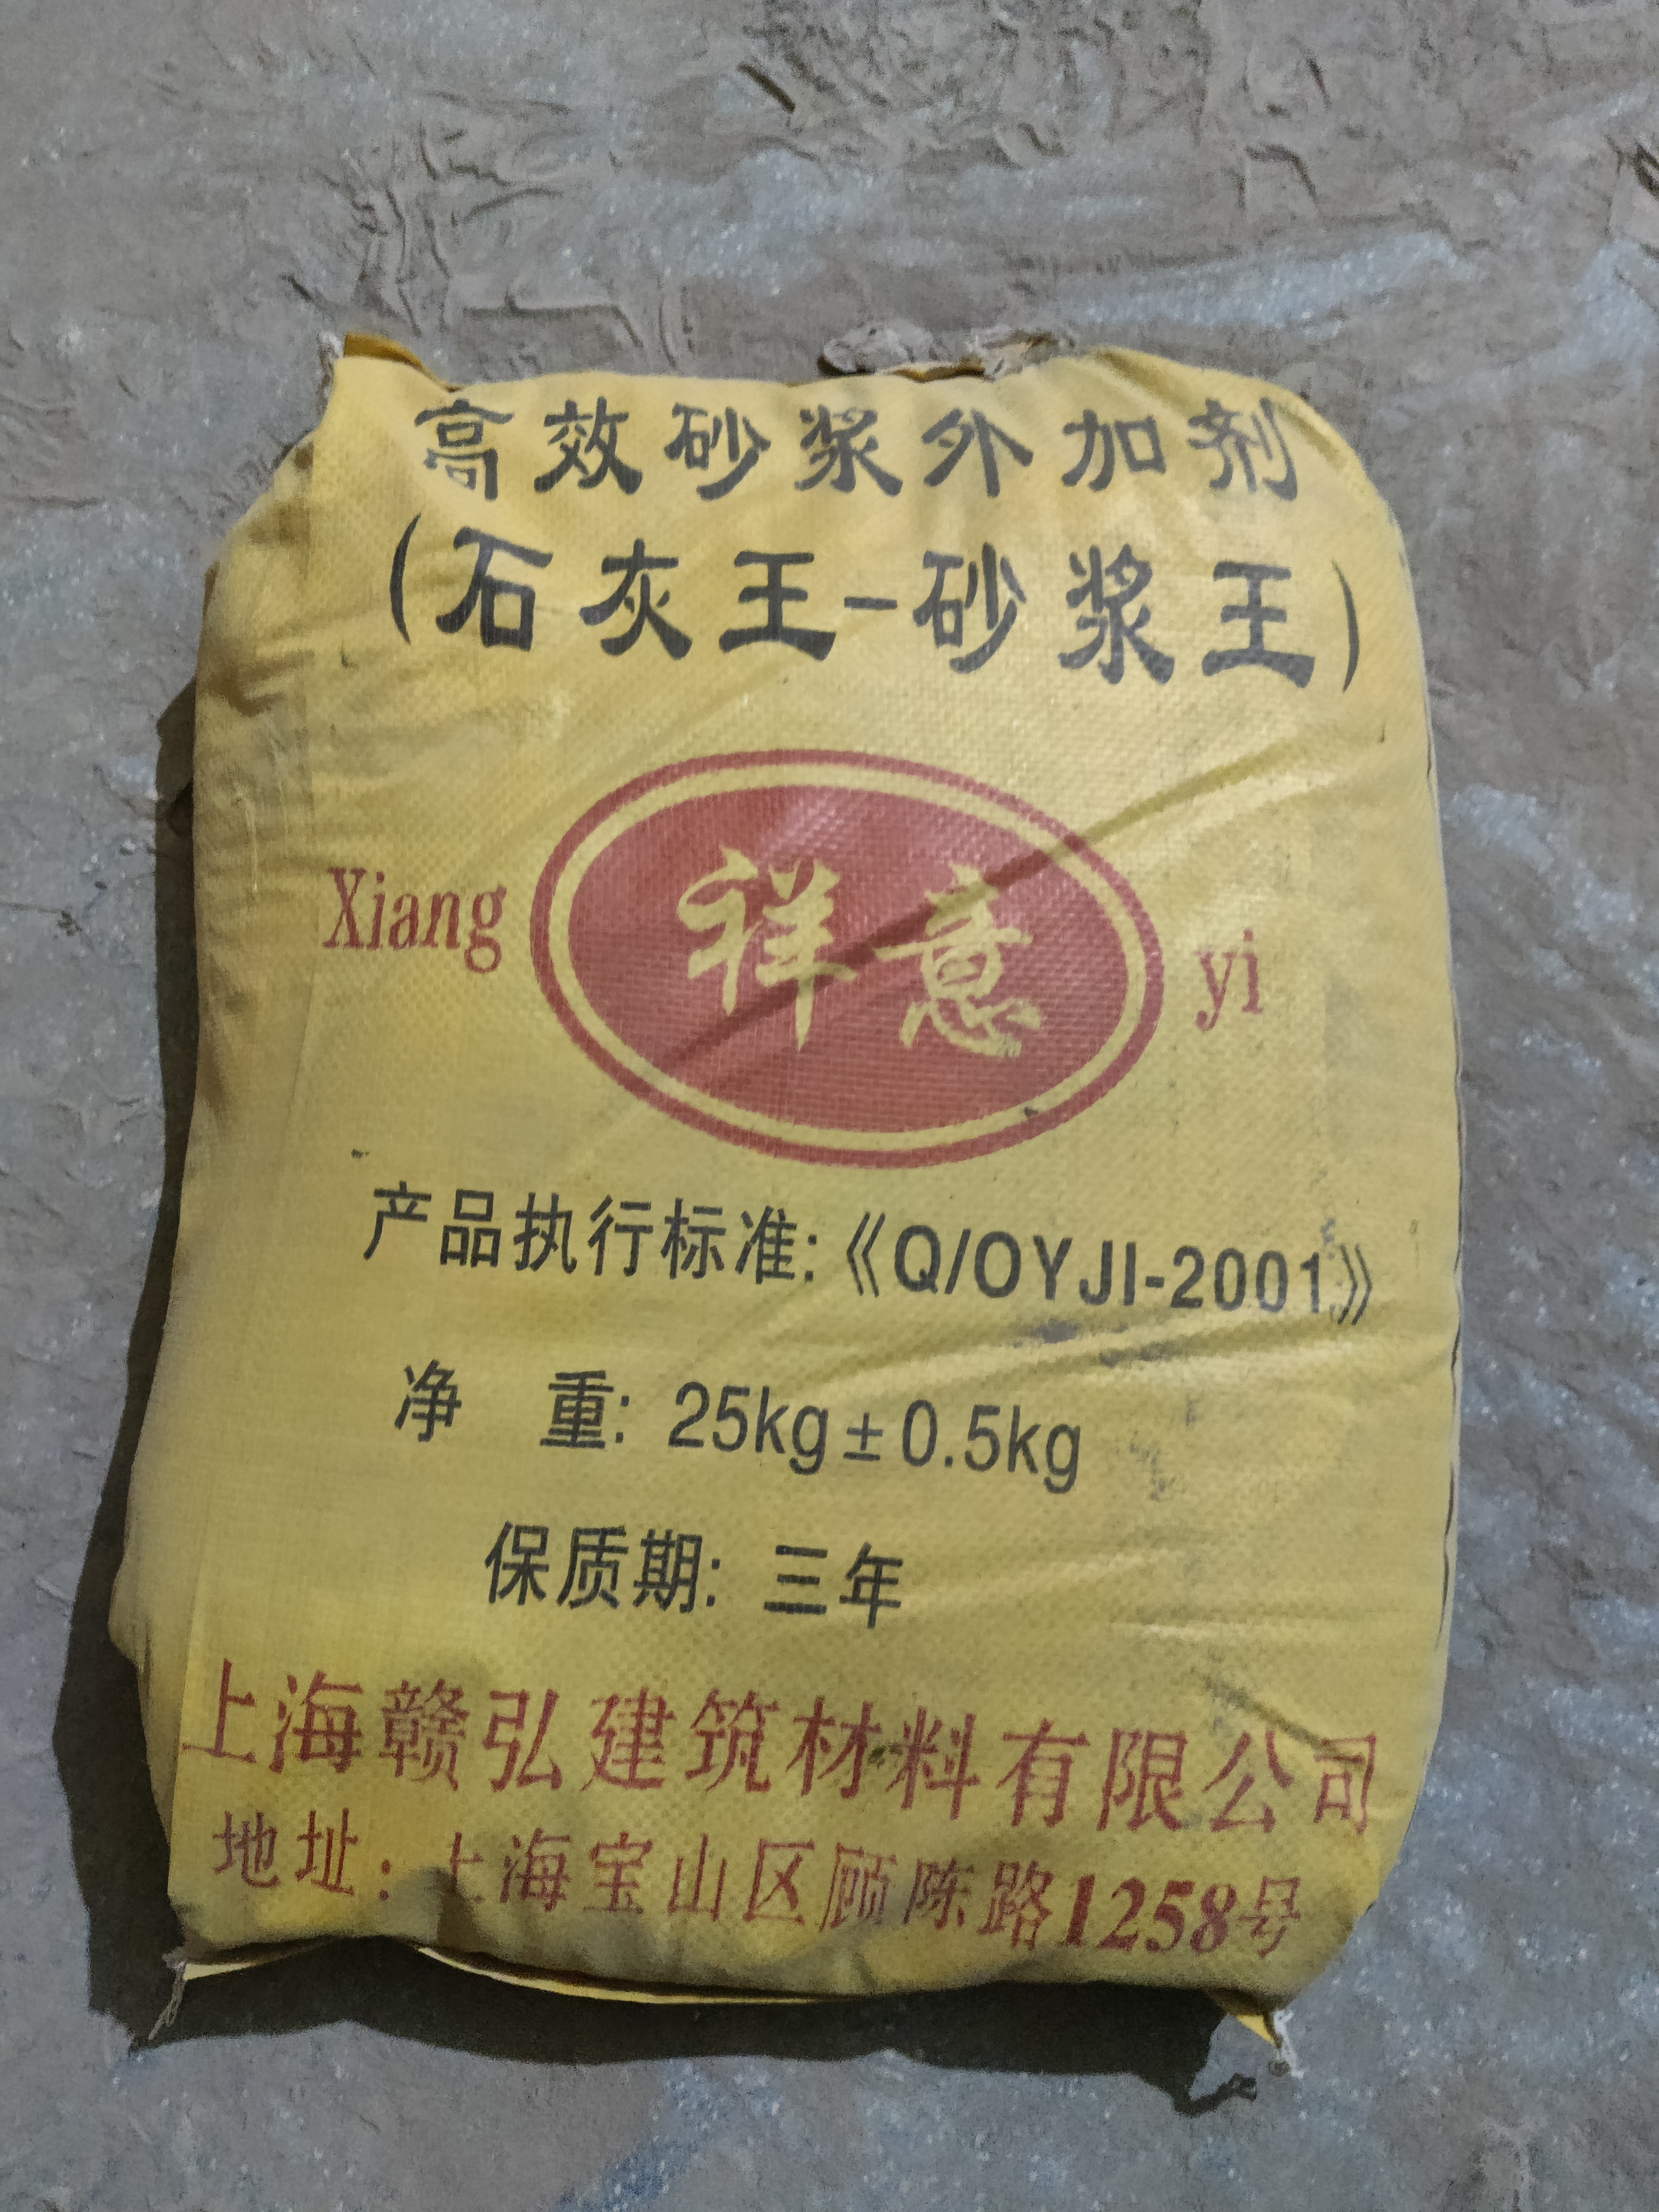 高效砂浆外加剂
(石灰王-砂浆王)
Xiang 祥意 yi
产品执行标准:《Q/OYJI-2001》
净 重: 25kg±0.5kg
保质期: 三年
上海赣弘建筑材料有限公司
地址: 上海宝山区顾陈路1258号